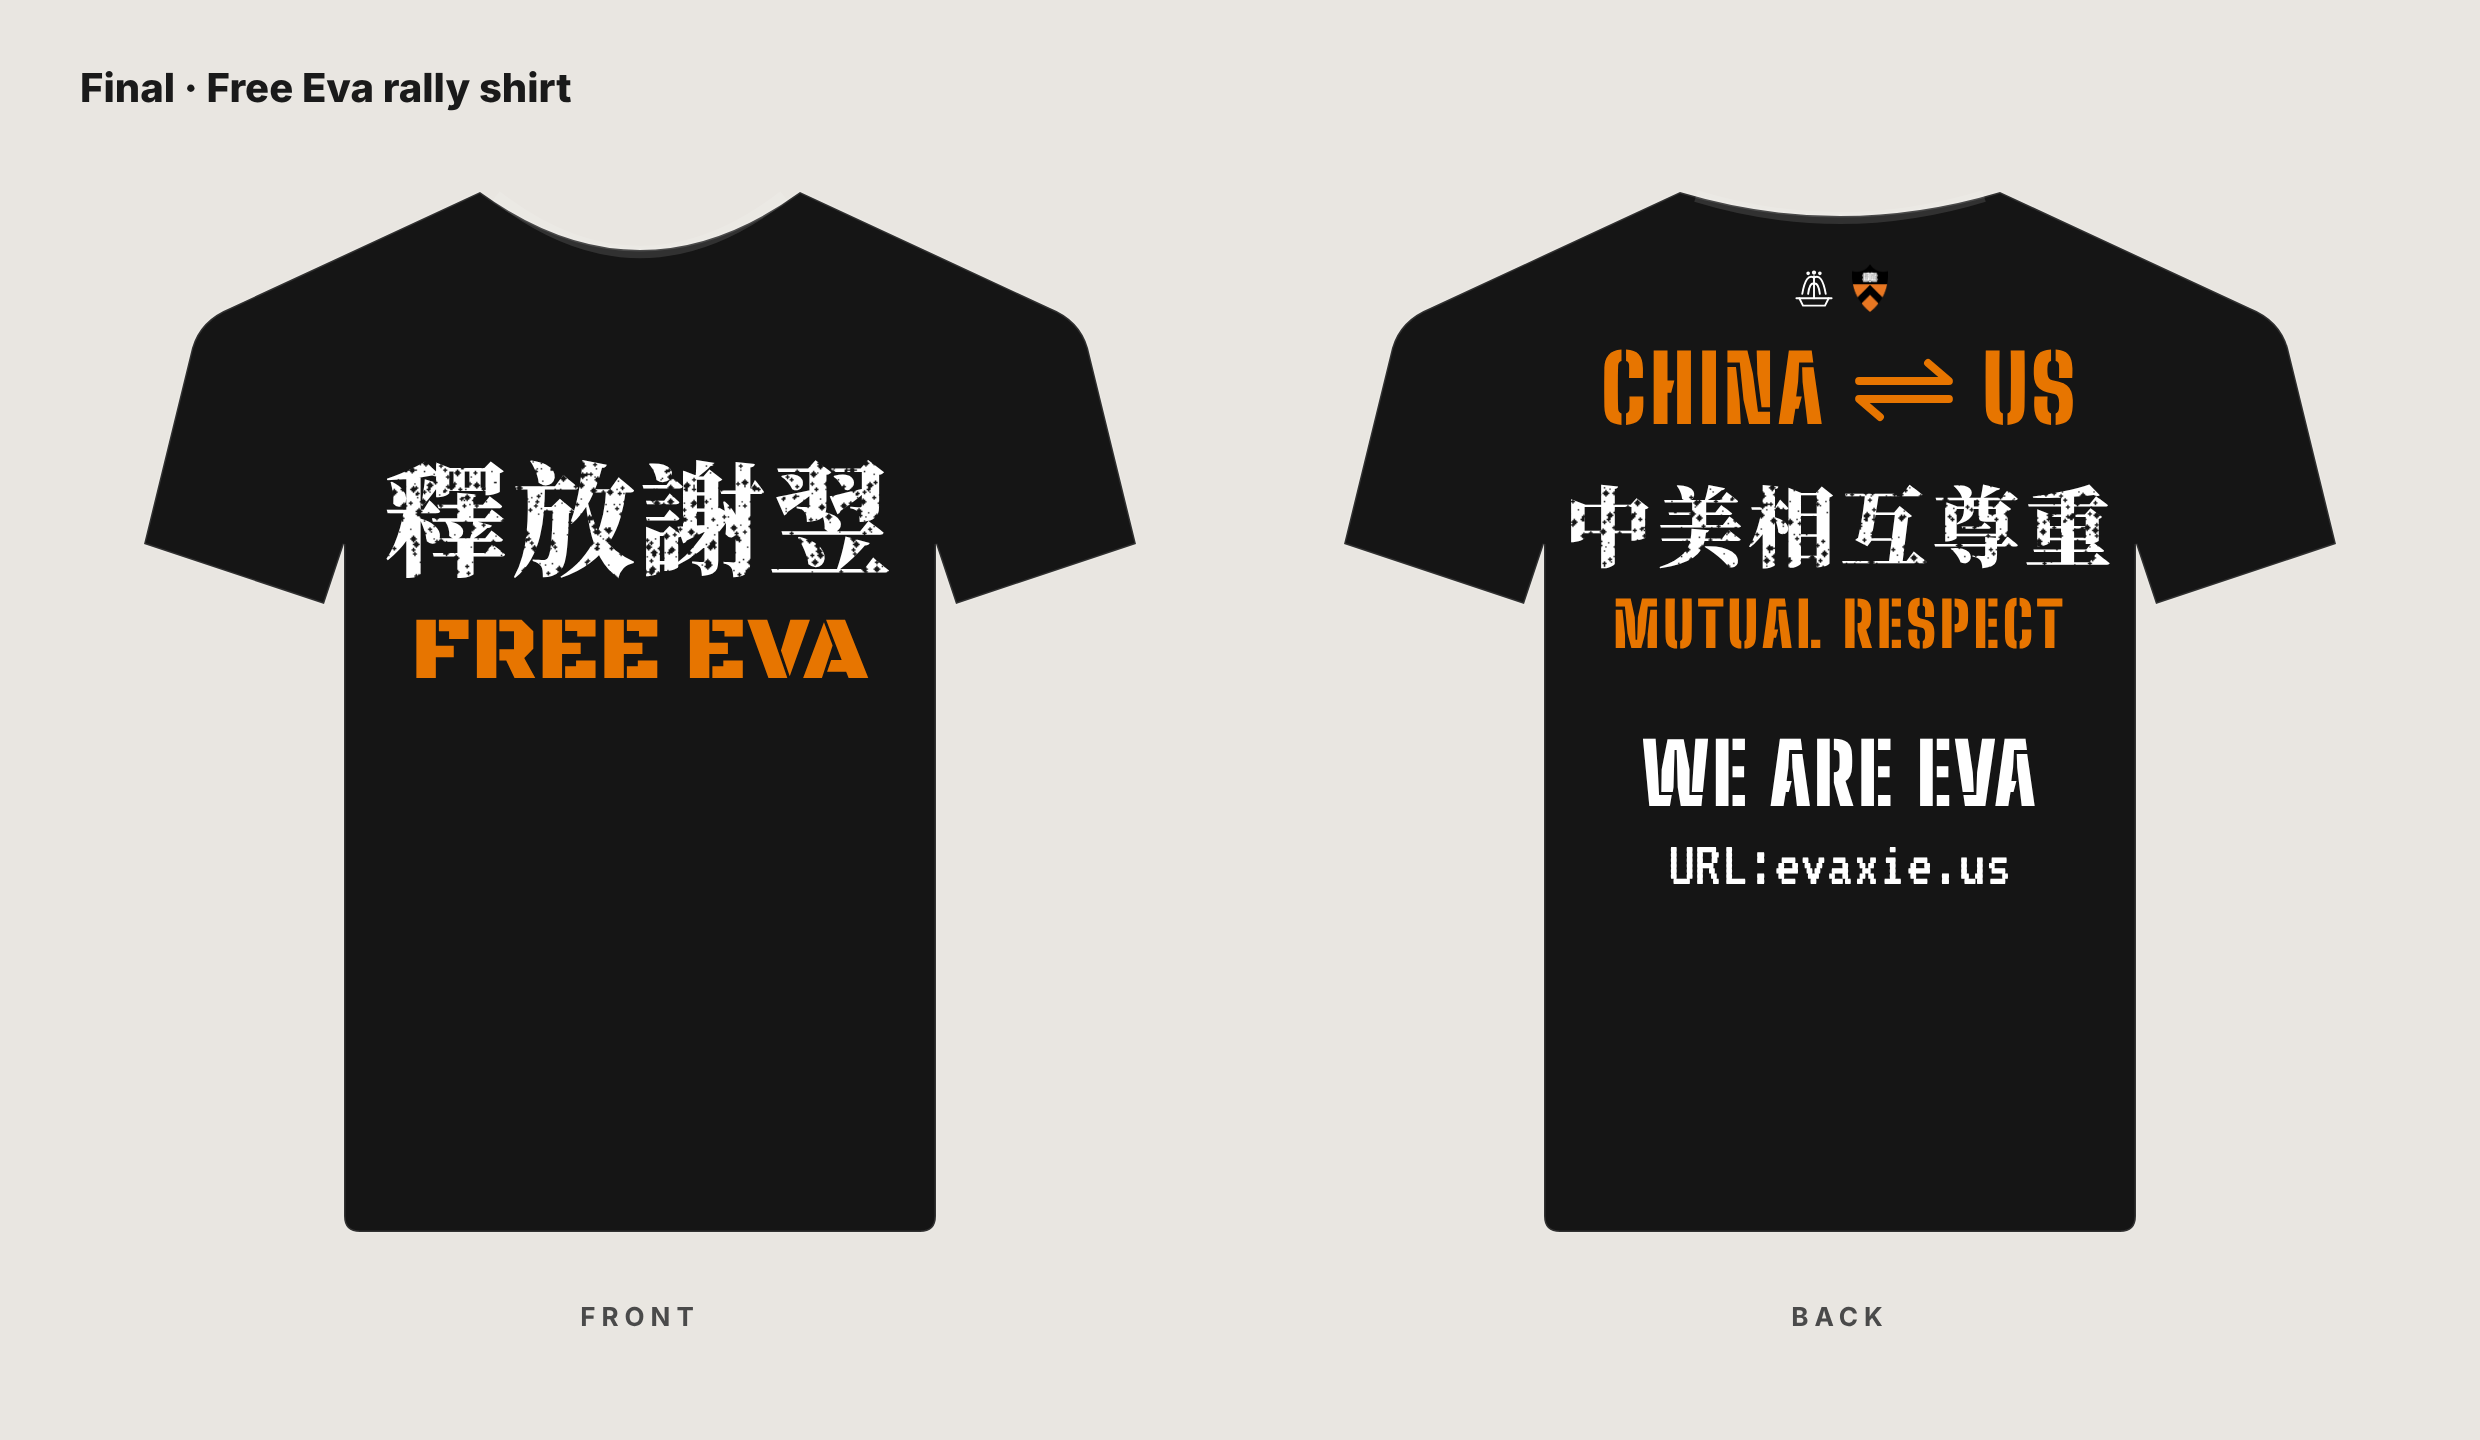 Final · Free Eva rally shirt
釋放謝翌
FREE EVA
FRONT
CHINA ⇌ US
中美相互尊重
MUTUAL RESPECT
WE ARE EVA
URL:evaxie.us
BACK